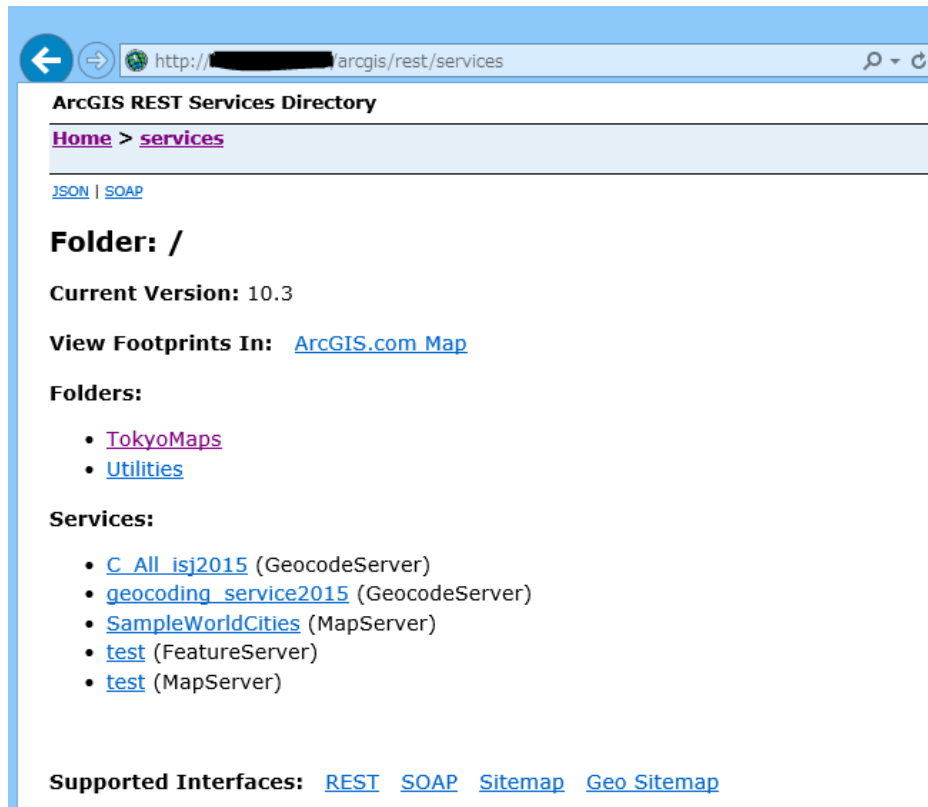 http:///arcgis/rest/services
ArcGIS REST Services Directory
Home > services
JSON | SOAP
Folder: /
Current Version: 10.3
View Footprints In: ArcGIS.com Map
Folders:
• TokyoMaps
• Utilities
Services:
• C_All_isj2015 (GeocodeServer)
• geocoding_service2015 (GeocodeServer)
• SampleWorldCities (MapServer)
• test (FeatureServer)
• test (MapServer)
Supported Interfaces: REST SOAP Sitemap Geo Sitemap